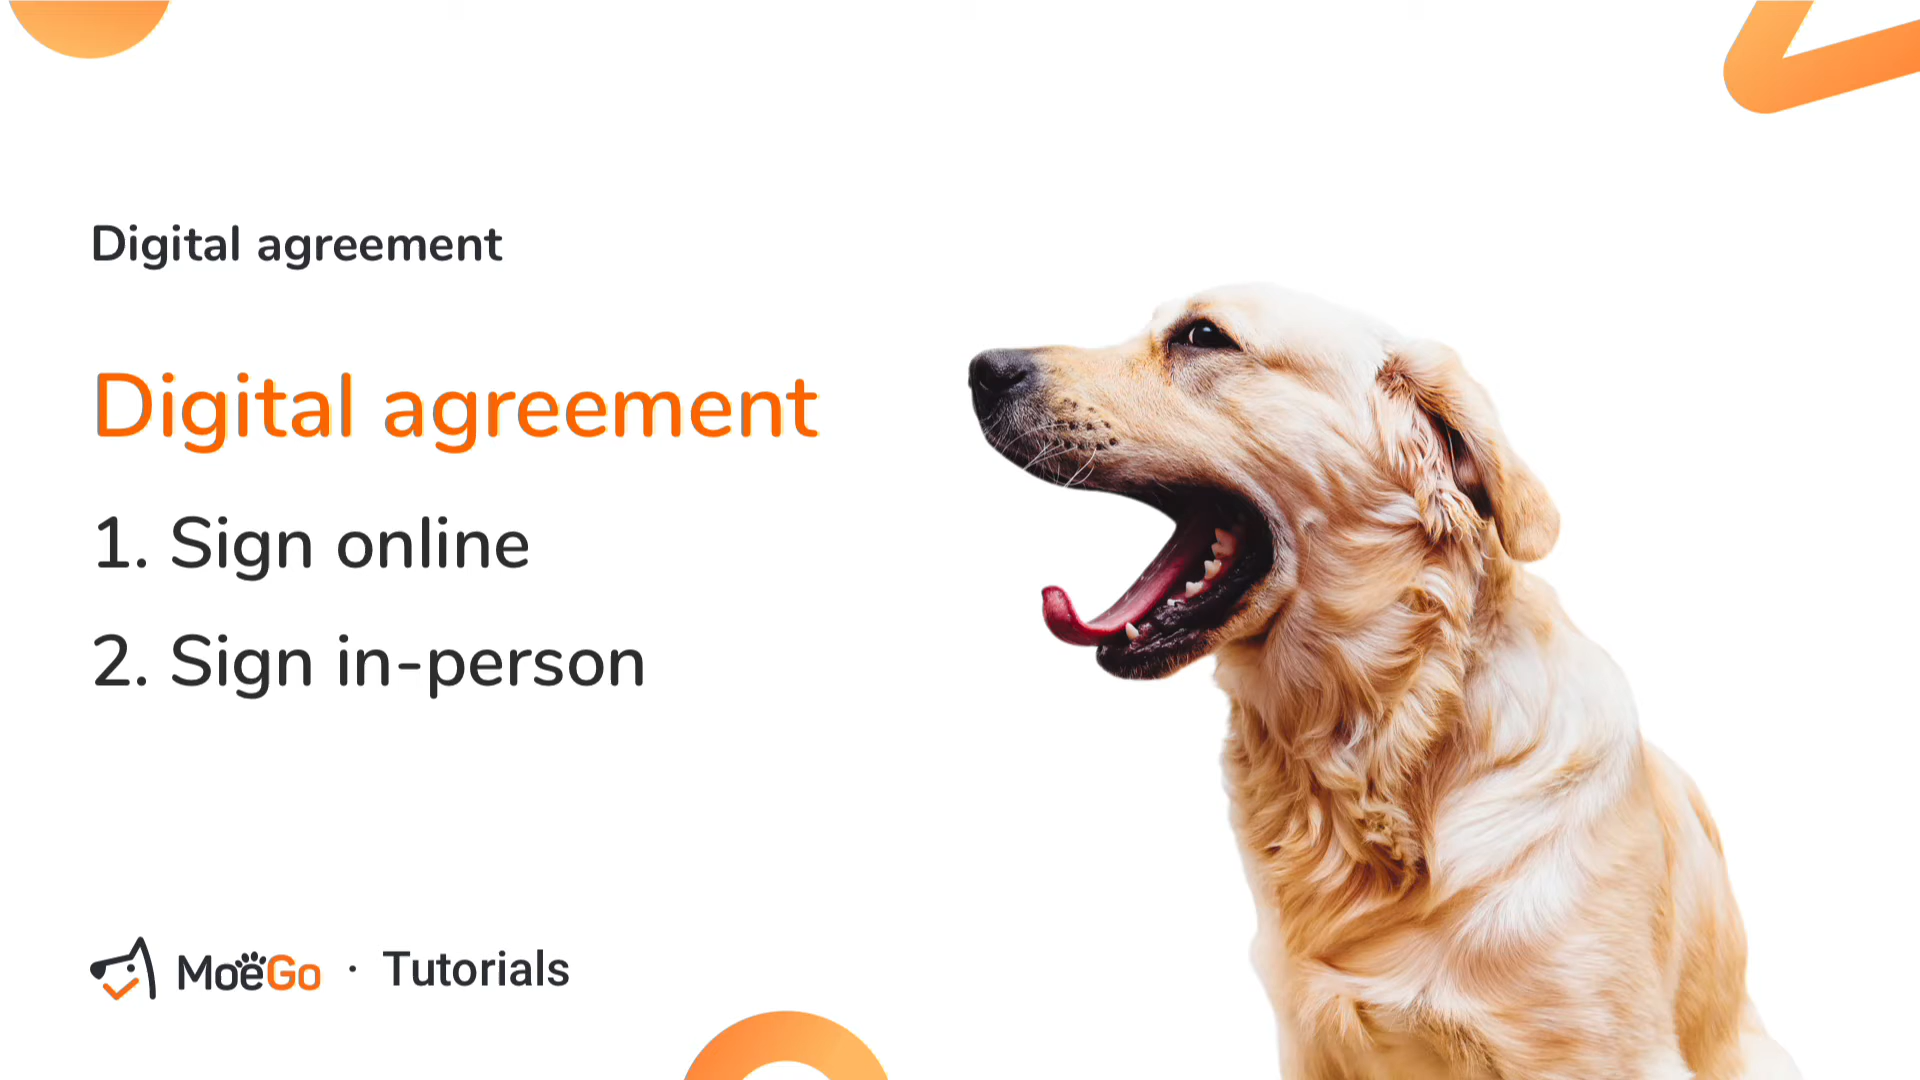 Digital agreement
Digital agreement
1. Sign online
2. Sign in-person
MoeGo · Tutorials